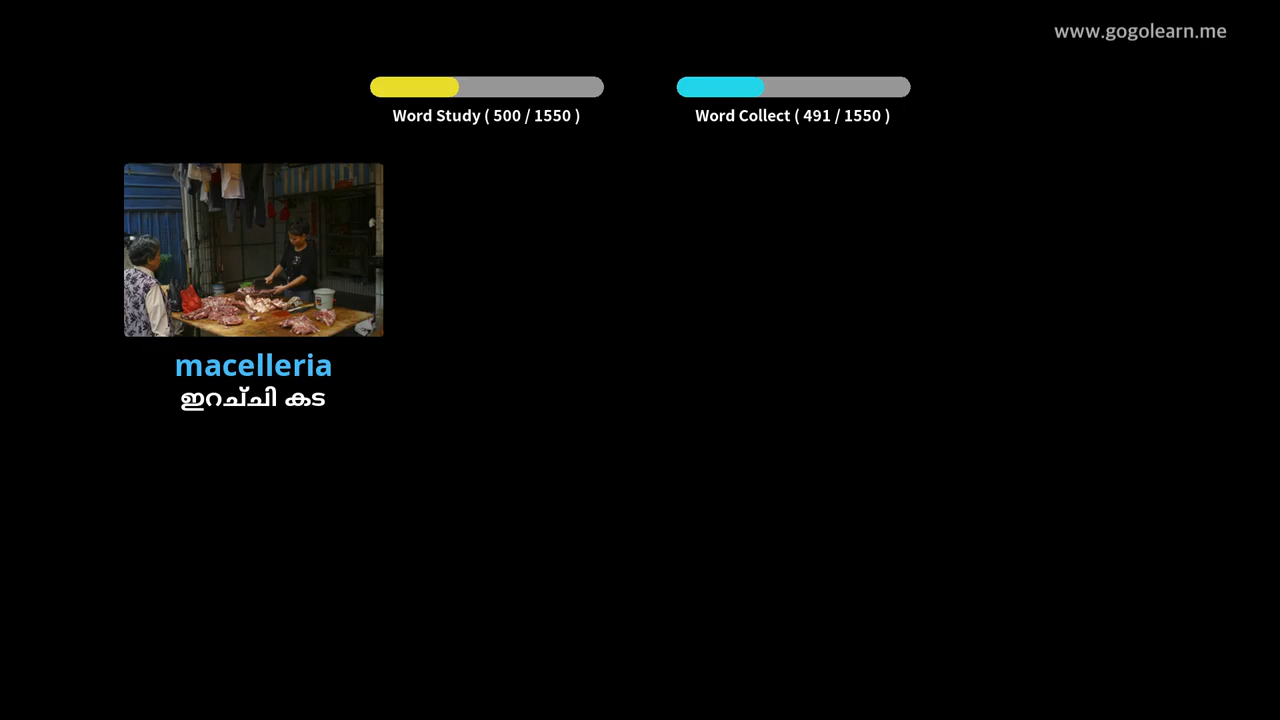 www.gogolearn.me
Word Study ( 500 / 1550 )
Word Collect ( 491 / 1550 )
macelleria
ഇറച്ചി കട